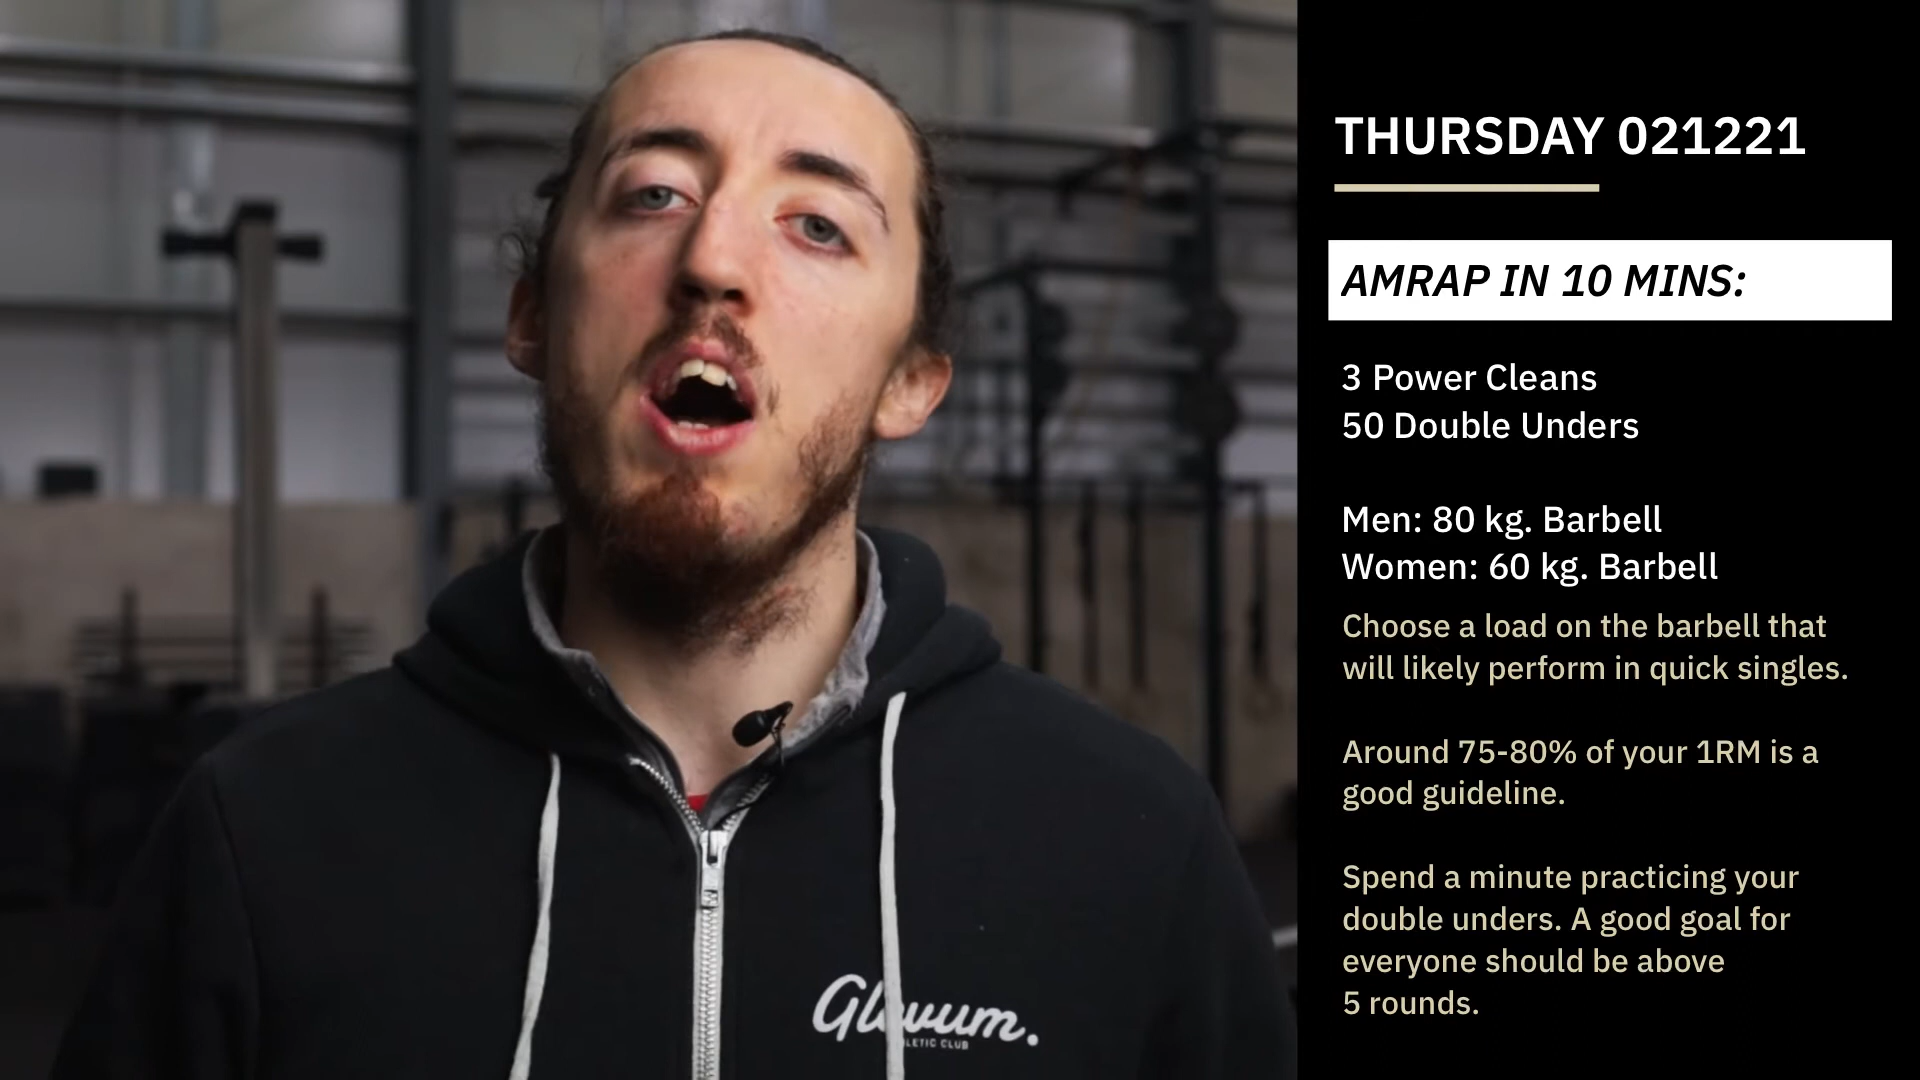 THURSDAY 021221
AMRAP IN 10 MINS:
3 Power Cleans
50 Double Unders
Men: 80 kg. Barbell
Women: 60 kg. Barbell
Choose a load on the barbell that
will likely perform in quick singles.
Around 75-80% of your 1RM is a
good guideline.
Spend a minute practicing your
double unders. A good goal for
everyone should be above
5 rounds.
Glevum.
CLUB